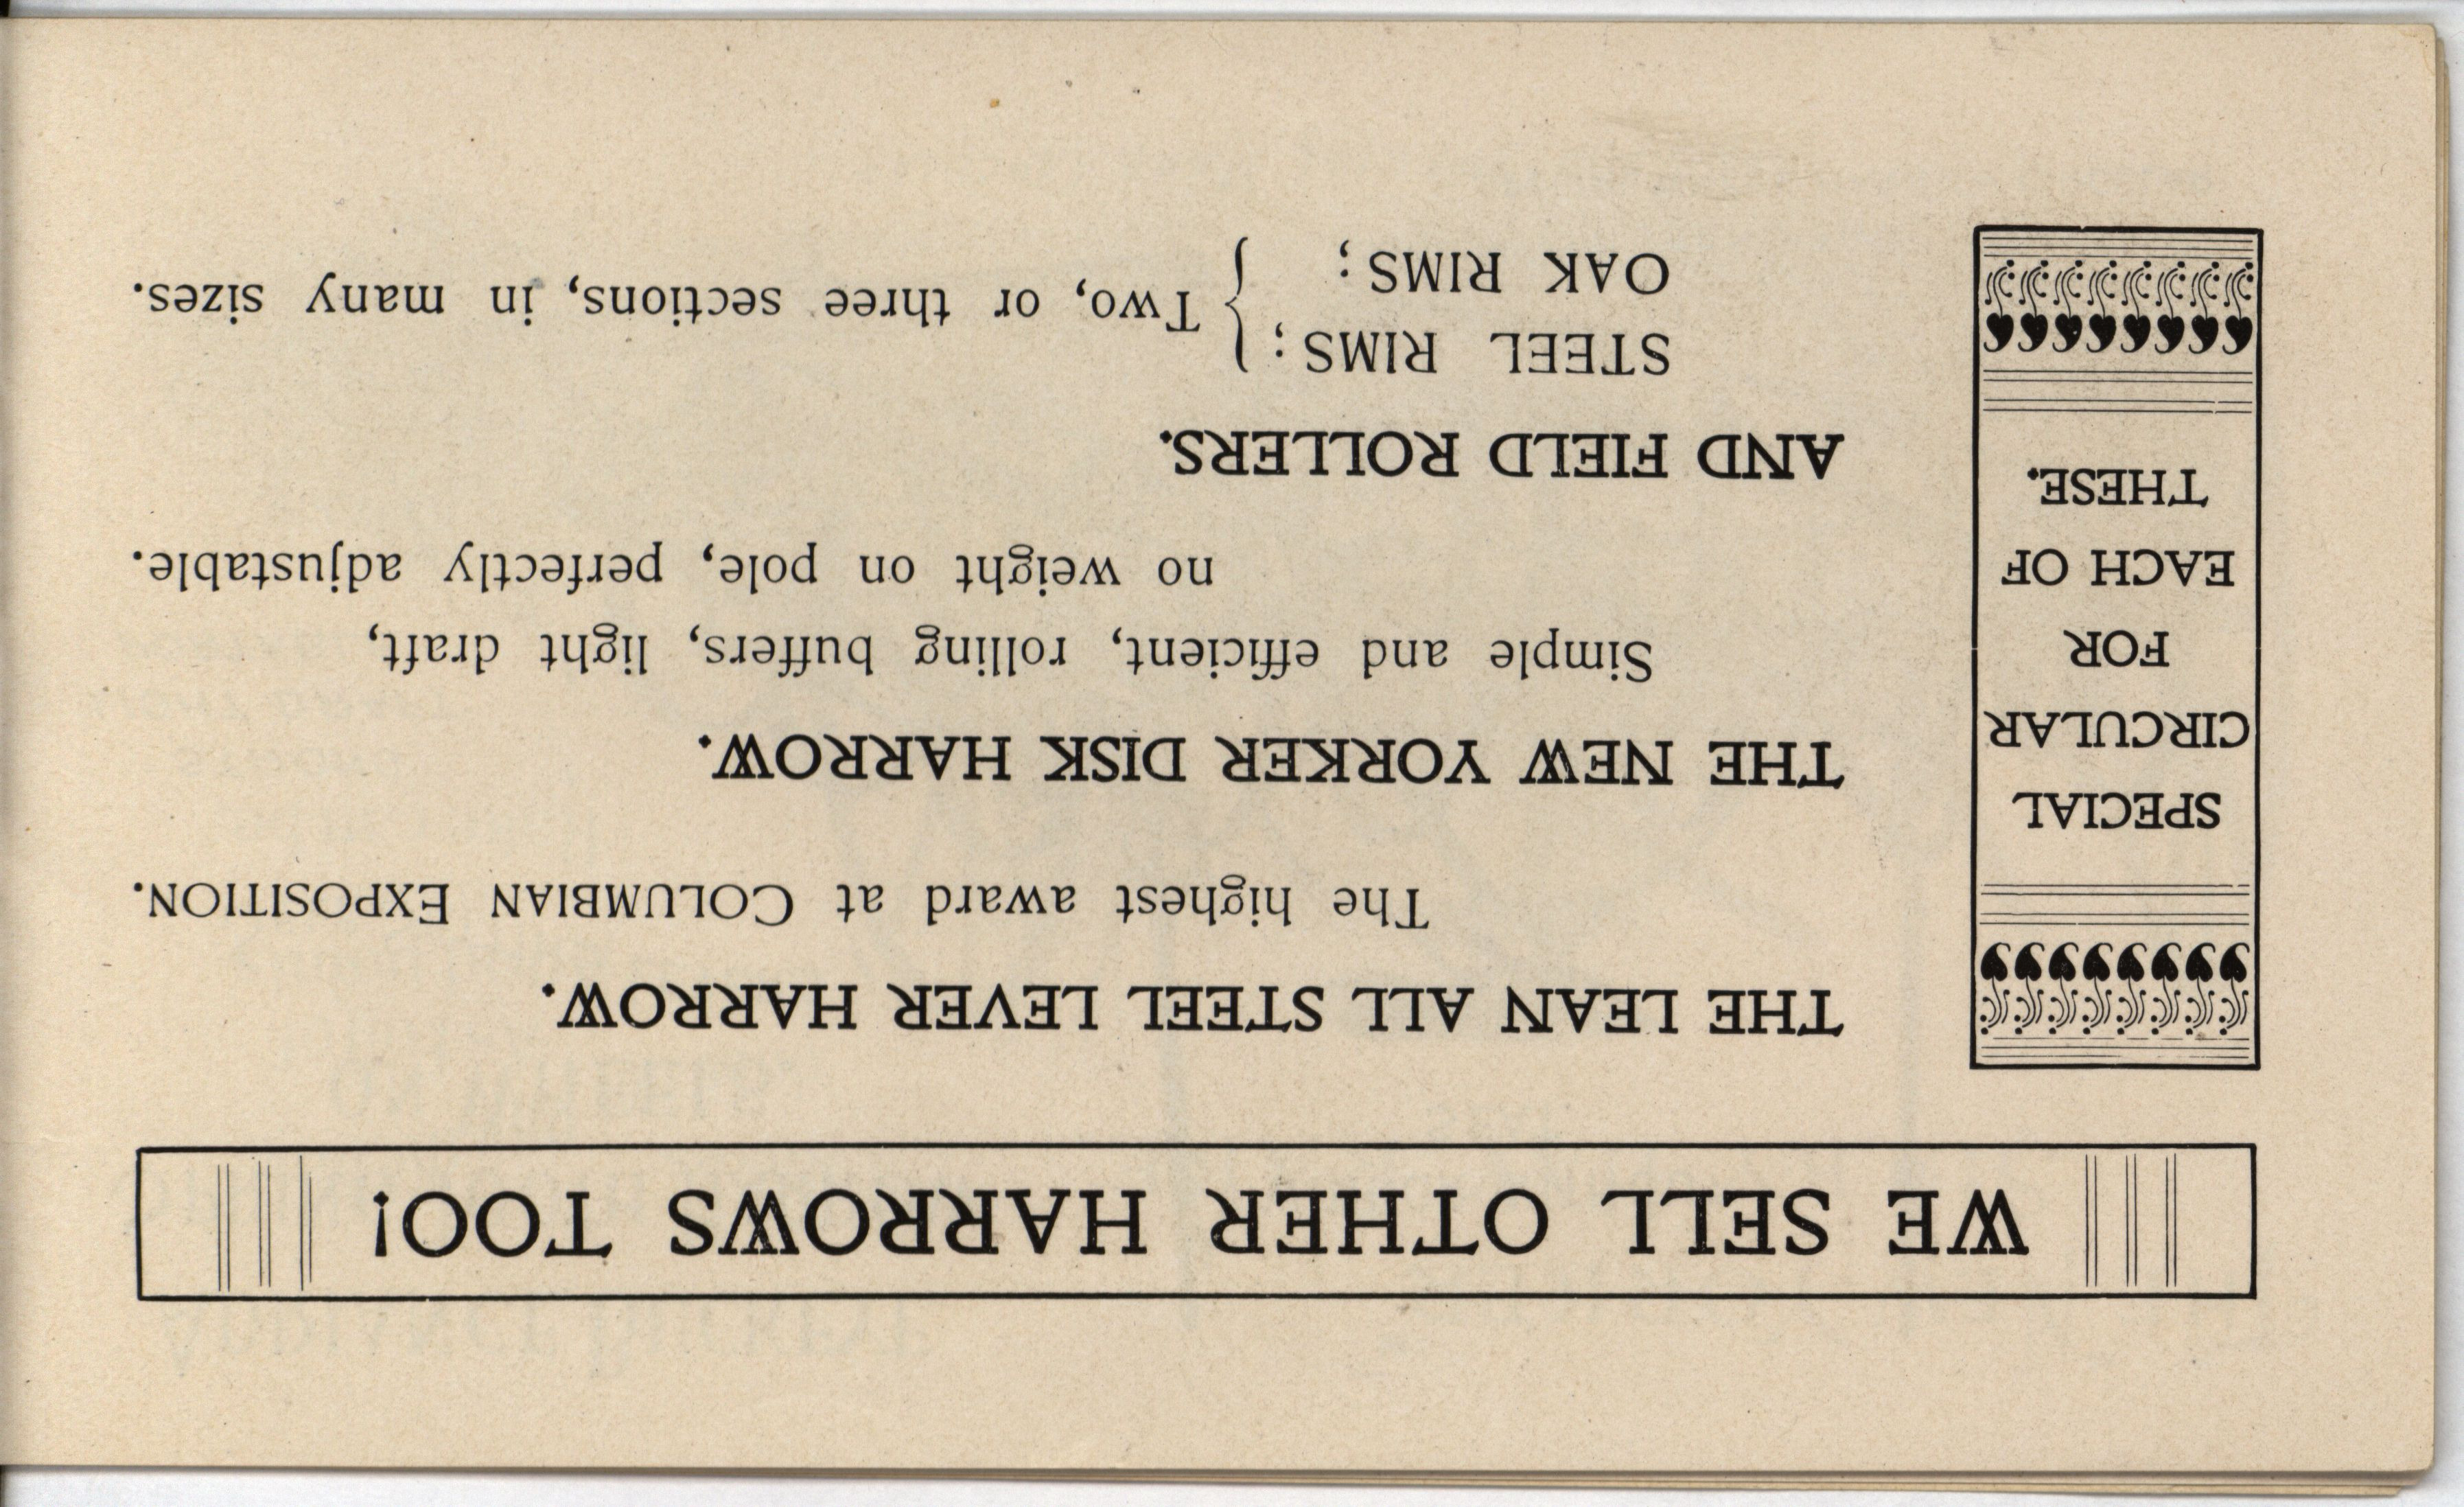 WE SELL OTHER HARROWS TOO!
SPECIAL
CIRCULAR
FOR
EACH OF
THESE.
THE LEAN ALL STEEL LEVER HARROW.
The highest award at COLUMBIAN EXPOSITION.
THE NEW YORKER DISK HARROW.
Simple and efficient, rolling buffers, light draft,
no weight on pole, perfectly adjustable.
AND FIELD ROLLERS.
STEEL RIMS;
OAK RIMS;
} Two, or three sections, in many sizes.